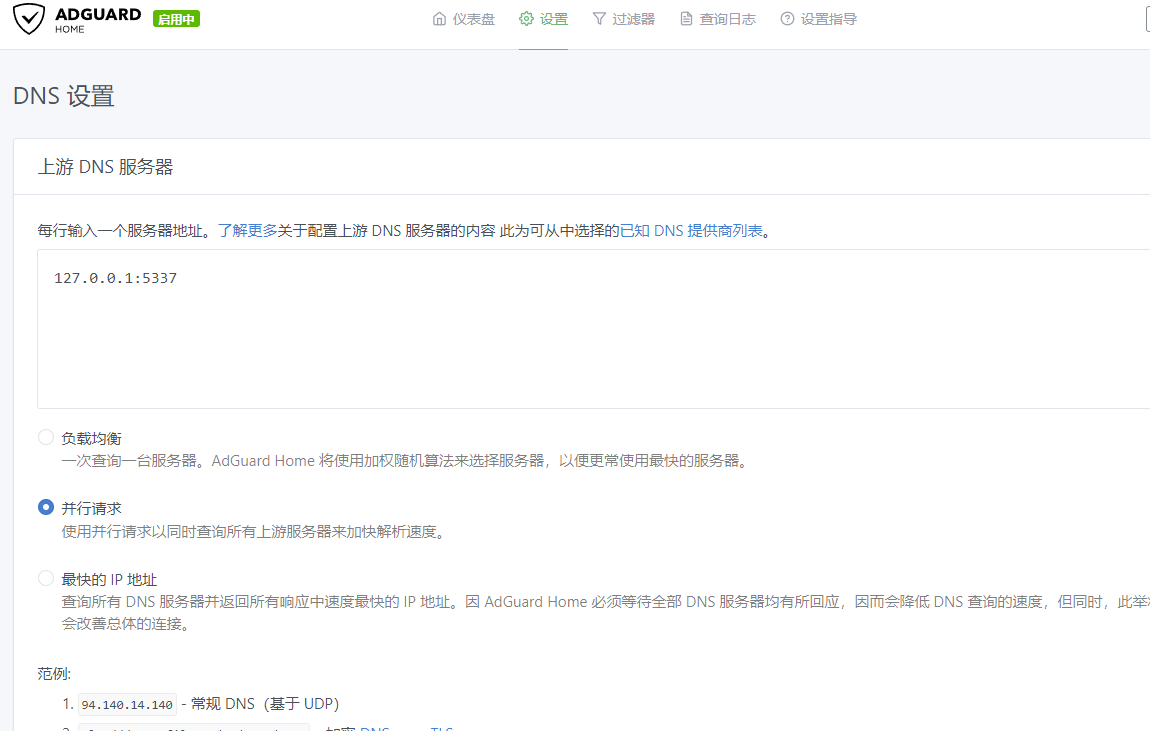 ADGUARD
HOME
启用中
仪表盘 设置 过滤器 查询日志 设置指导
DNS 设置
上游 DNS 服务器
每行输入一个服务器地址。了解更多关于配置上游 DNS 服务器的内容 此为可从中选择的已知 DNS 提供商列表。
127.0.0.1:5337
负载均衡
一次查询一台服务器。AdGuard Home 将使用加权随机算法来选择服务器，以便更常使用最快的服务器。
并行请求
使用并行请求以同时查询所有上游服务器来加快解析速度。
最快的 IP 地址
查询所有 DNS 服务器并返回所有响应中速度最快的 IP 地址。因 AdGuard Home 必须等待全部 DNS 服务器均有所回应，因而会降低 DNS 查询的速度，但同时，此举
会改善总体的连接。
范例:
1. 94.140.14.140 - 常规 DNS（基于 UDP）